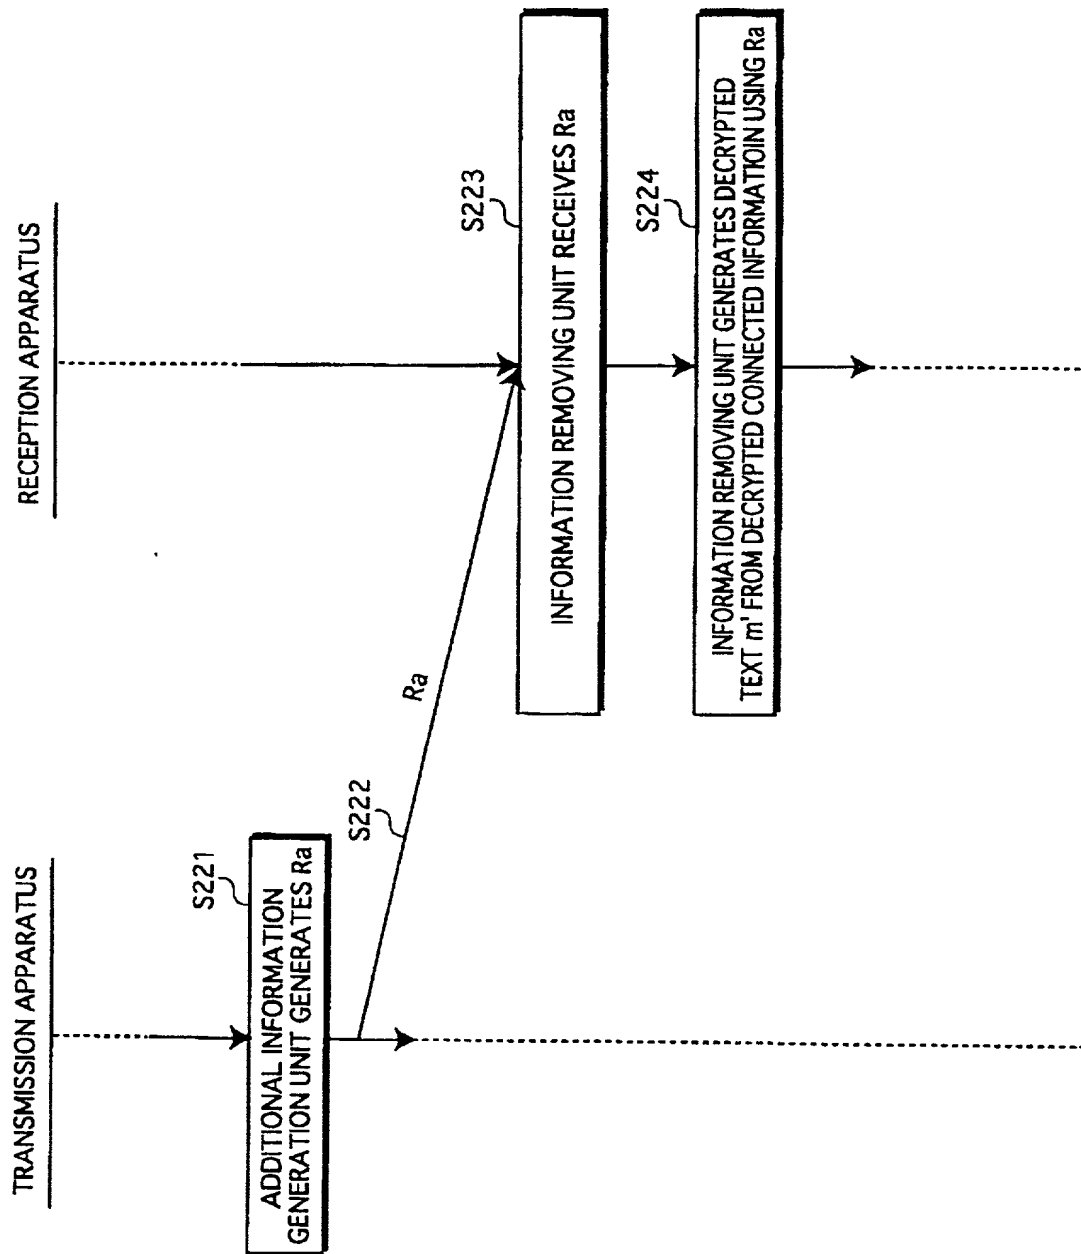 TRANSMISSION APPARATUS
RECEPTION APPARATUS
S221
ADDITIONAL INFORMATION
GENERATION UNIT GENERATES Ra
S222
Ra
S223
INFORMATION REMOVING UNIT RECEIVES Ra
S224
INFORMATION REMOVING UNIT GENERATES DECRYPTED
TEXT m' FROM DECRYPTED CONNECTED INFORMATIOIN USING Ra